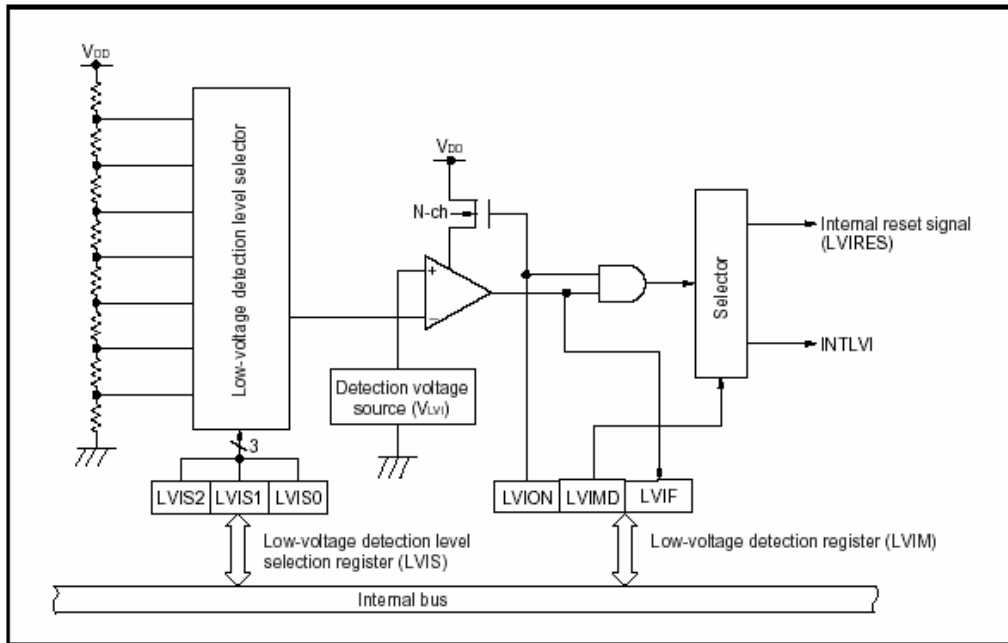 VDD
Low-voltage detection level selector
VDD
N-ch
+
−
Detection voltage
source (VLVI)
Selector
Internal reset signal
(LVIRES)
INTLVI
3
LVIS2 LVIS1 LVIS0
LVION LVIMD LVIF
Low-voltage detection level
selection register (LVIS)
Low-voltage detection register (LVIM)
Internal bus